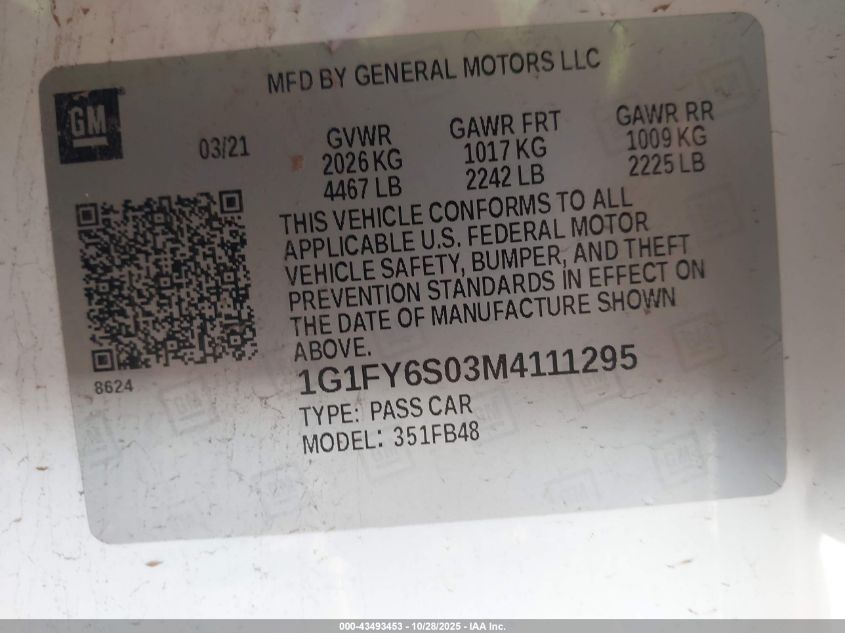 MFD BY GENERAL MOTORS LLC
GM
03/21
GVWR GAWR FRT GAWR RR
2026 KG 1017 KG 1009 KG
4467 LB 2242 LB 2225 LB
THIS VEHICLE CONFORMS TO ALL
APPLICABLE U.S. FEDERAL MOTOR
VEHICLE SAFETY, BUMPER, AND THEFT
PREVENTION STANDARDS IN EFFECT ON
THE DATE OF MANUFACTURE SHOWN
ABOVE.
8624
1G1FY6S03M4111295
TYPE: PASS CAR
MODEL: 351FB48
000-43493453 - 10/28/2025 - IAA Inc.